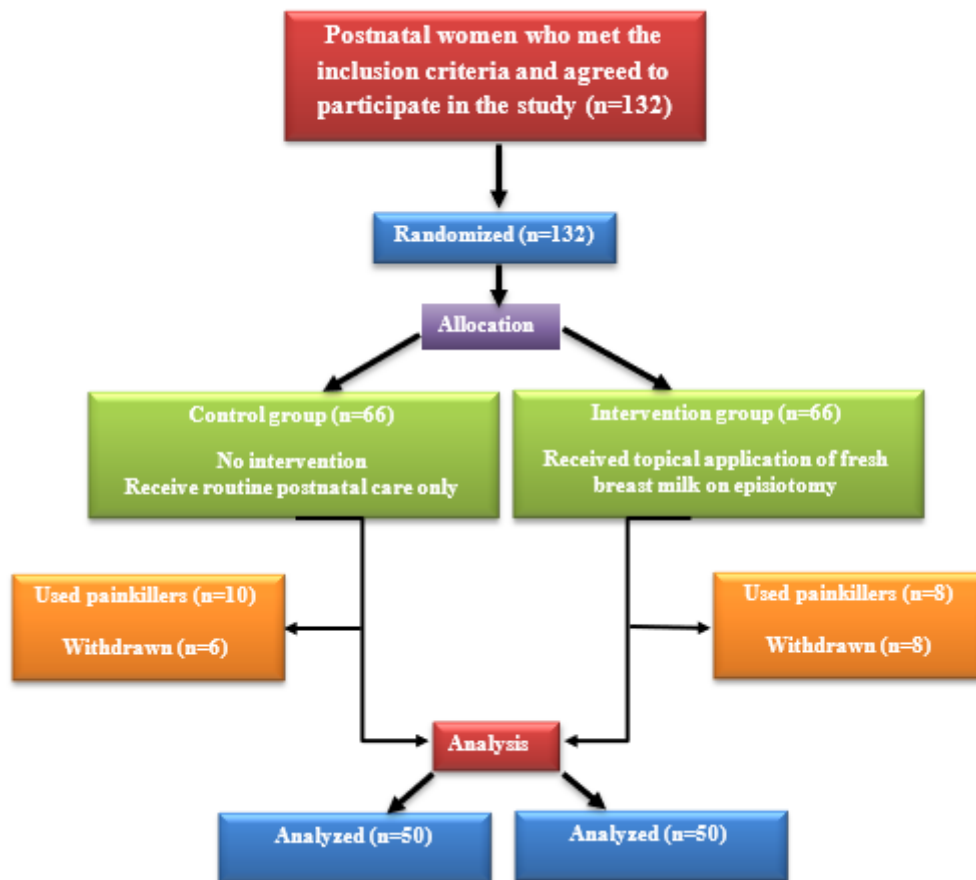 Postnatal women who met the
inclusion criteria and agreed to
participate in the study (n=132)
Randomized (n=132)
Allocation
Control group (n=66)
No intervention
Receive routine postnatal care only
Intervention group (n=66)
Received topical application of fresh
breast milk on episiotomy
Used painkillers (n=10)
Withdrawn (n=6)
Used painkillers (n=8)
Withdrawn (n=8)
Analysis
Analyzed (n=50)
Analyzed (n=50)